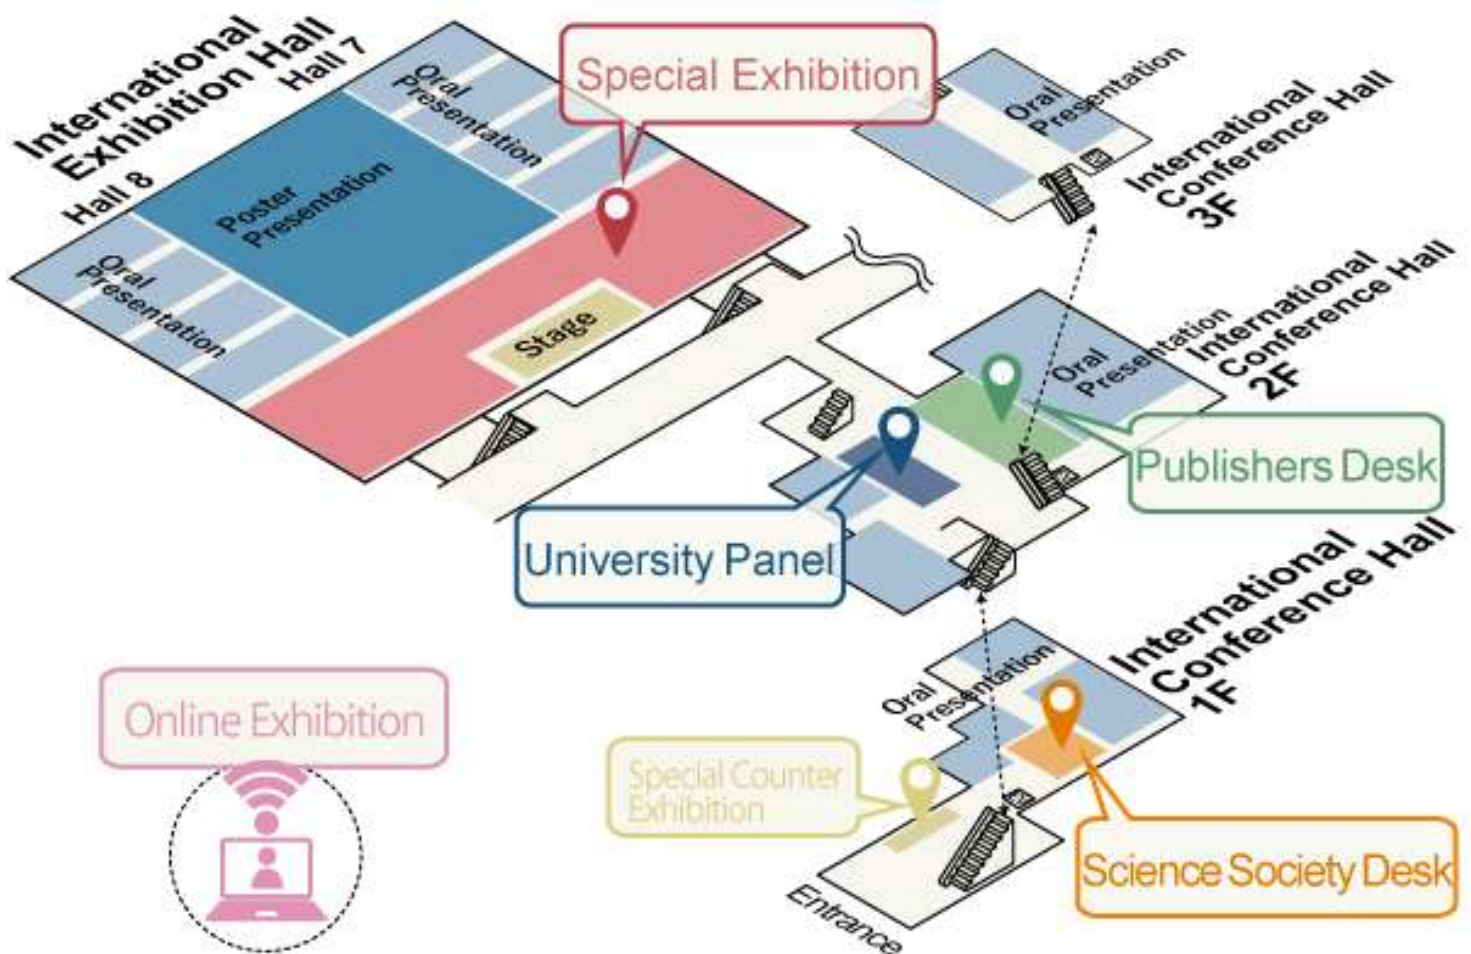 International
Exhibition Hall
Hall 7
Hall 8
Oral
Presentation
Poster
Presentation
Oral
Presentation
Special Exhibition
Stage
Oral
Presentation
International
Conference Hall
3F
Oral
Presentation
International
Conference Hall
2F
Publishers Desk
University Panel
International
Conference Hall
1F
Oral
Presentation
Online Exhibition
Special Counter
Exhibition
Science Society Desk
Entrance